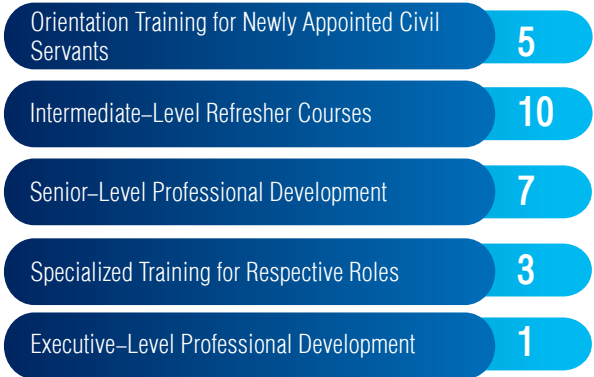 Orientation Training for Newly Appointed Civil
Servants
5
Intermediate–Level Refresher Courses
10
Senior–Level Professional Development
7
Specialized Training for Respective Roles
3
Executive–Level Professional Development
1